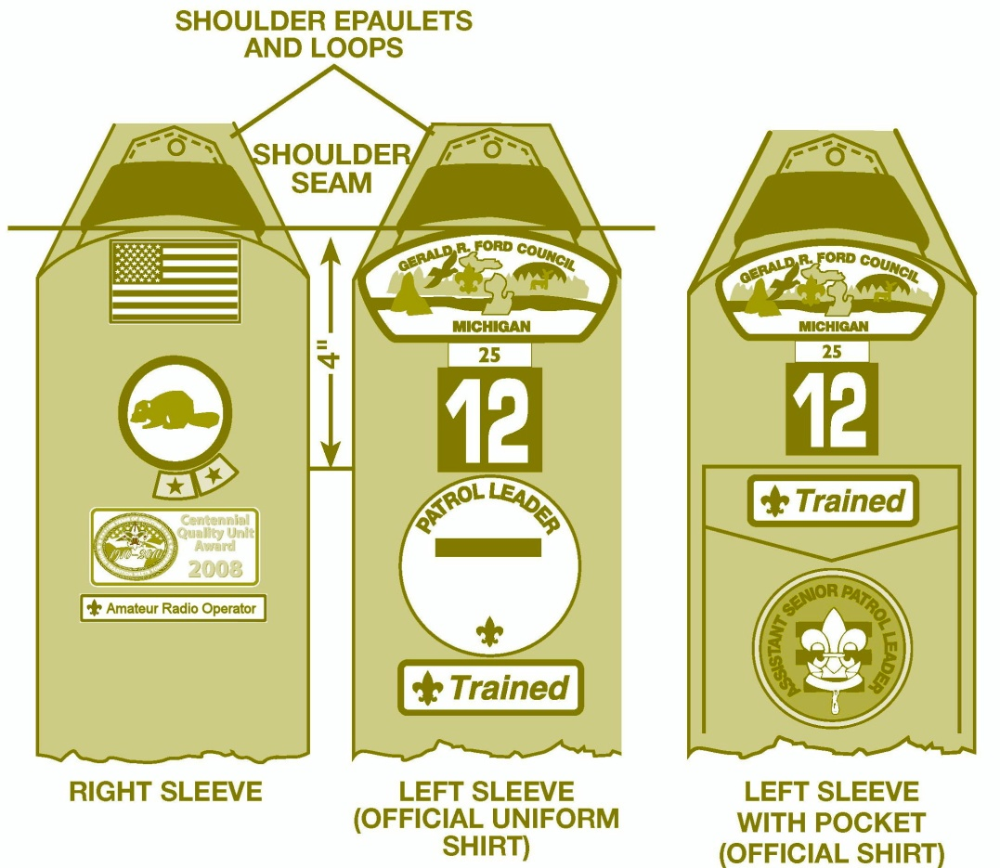 SHOULDER EPAULETS
AND LOOPS
SHOULDER
SEAM
4"
Centennial
Quality Unit
Award
2008
1910-2010
Amateur Radio Operator
RIGHT SLEEVE
GERALD R. FORD COUNCIL
MICHIGAN
25
12
PATROL LEADER
Trained
LEFT SLEEVE
(OFFICIAL UNIFORM
SHIRT)
GERALD R. FORD COUNCIL
MICHIGAN
25
12
Trained
ASSISTANT SENIOR PATROL LEADER
LEFT SLEEVE
WITH POCKET
(OFFICIAL SHIRT)